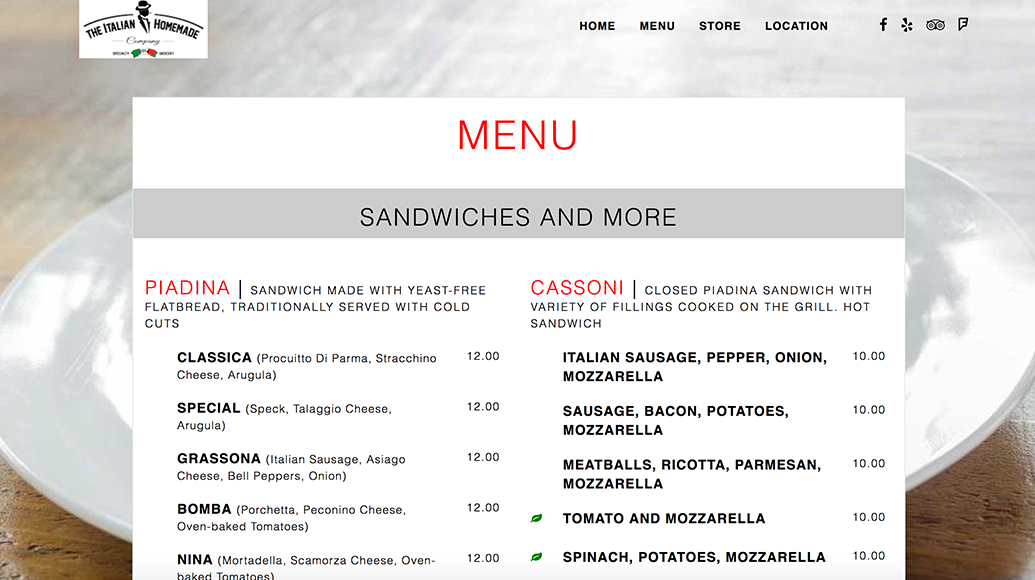 THE ITALIAN HOMEMADE
Company
SPECIALTY GROCERY
HOME MENU STORE LOCATION
MENU
SANDWICHES AND MORE
PIADINA | SANDWICH MADE WITH YEAST-FREE
FLATBREAD, TRADITIONALLY SERVED WITH COLD
CUTS
CLASSICA (Procuitto Di Parma, Stracchino 12.00
Cheese, Arugula)
SPECIAL (Speck, Talaggio Cheese, 12.00
Arugula)
GRASSONA (Italian Sausage, Asiago 12.00
Cheese, Bell Peppers, Onion)
BOMBA (Porchetta, Peconino Cheese, 12.00
Oven-baked Tomatoes)
NINA (Mortadella, Scamorza Cheese, Oven- 12.00
baked Tomatoes)
CASSONI | CLOSED PIADINA SANDWICH WITH
VARIETY OF FILLINGS COOKED ON THE GRILL. HOT
SANDWICH
ITALIAN SAUSAGE, PEPPER, ONION, 10.00
MOZZARELLA
SAUSAGE, BACON, POTATOES, 10.00
MOZZARELLA
MEATBALLS, RICOTTA, PARMESAN, 10.00
MOZZARELLA
TOMATO AND MOZZARELLA 10.00
SPINACH, POTATOES, MOZZARELLA 10.00